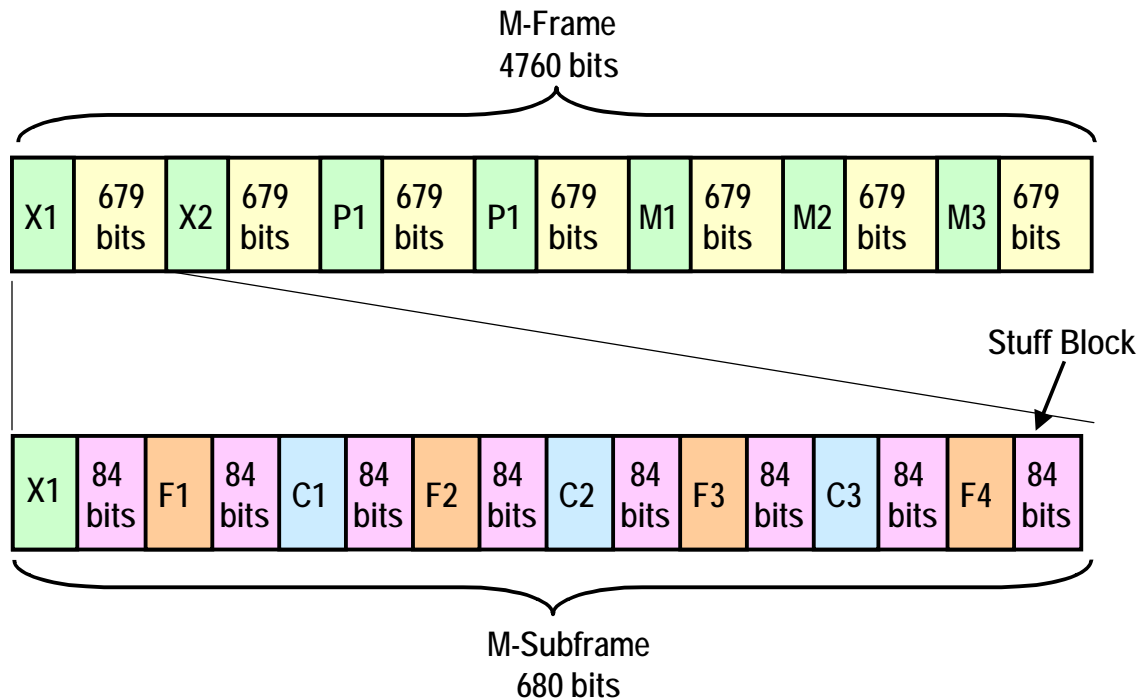 M-Frame
4760 bits
X1 679 bits X2 679 bits P1 679 bits P1 679 bits M1 679 bits M2 679 bits M3 679 bits
Stuff Block
X1 84 bits F1 84 bits C1 84 bits F2 84 bits C2 84 bits F3 84 bits C3 84 bits F4 84 bits
M-Subframe
680 bits